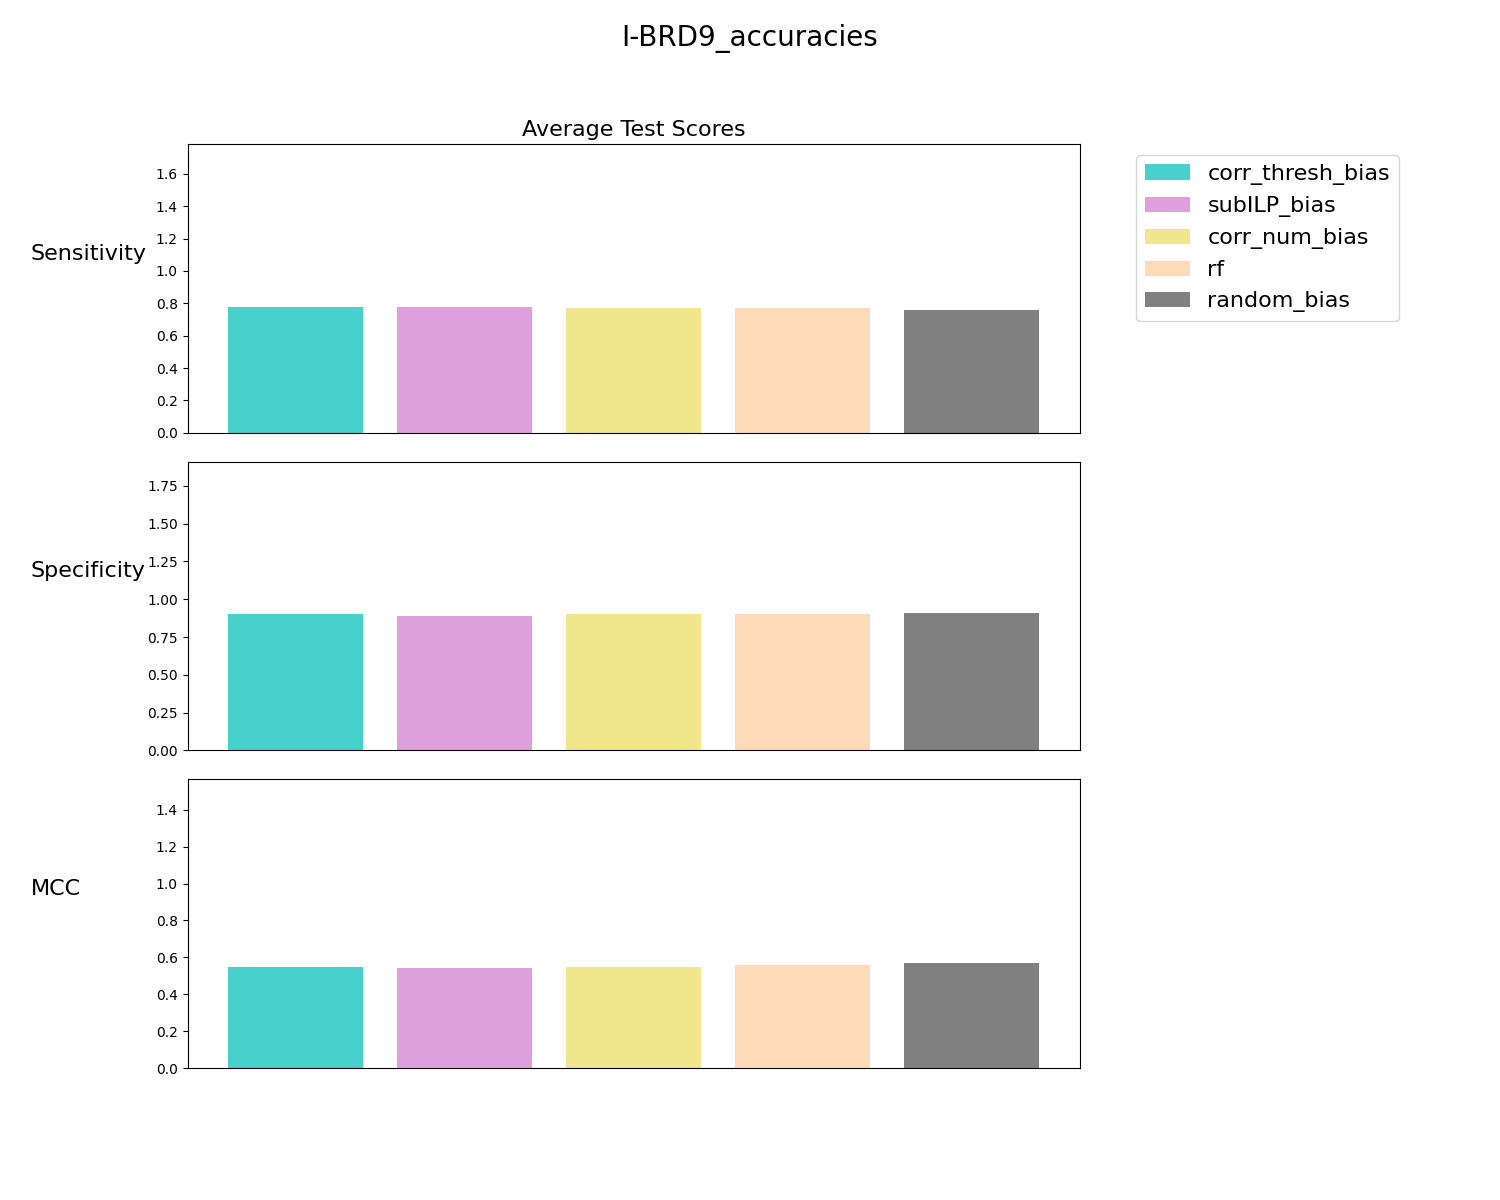 I-BRD9_accuracies
Average Test Scores
Sensitivity
1.6
1.4
1.2
1.0
0.8
0.6
0.4
0.2
0.0
corr_thresh_bias
subILP_bias
corr_num_bias
rf
random_bias
Specificity
1.75
1.50
1.25
1.00
0.75
0.50
0.25
0.00
MCC
1.4
1.2
1.0
0.8
0.6
0.4
0.2
0.0